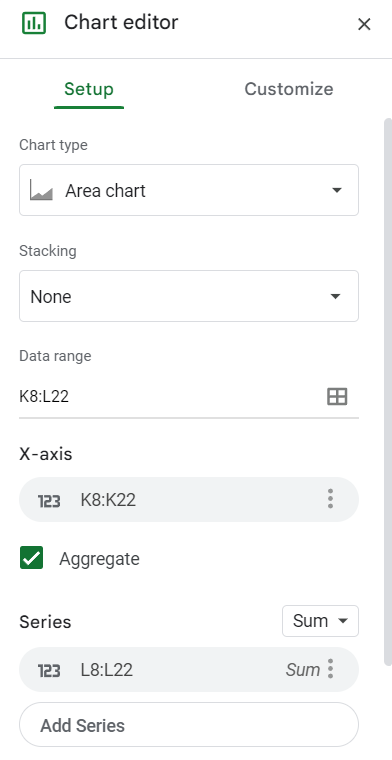 Chart editor
Setup Customize
Chart type
Area chart
Stacking
None
Data range
K8:L22
X-axis
123 K8:K22
Aggregate
Series Sum
123 L8:L22 Sum
Add Series